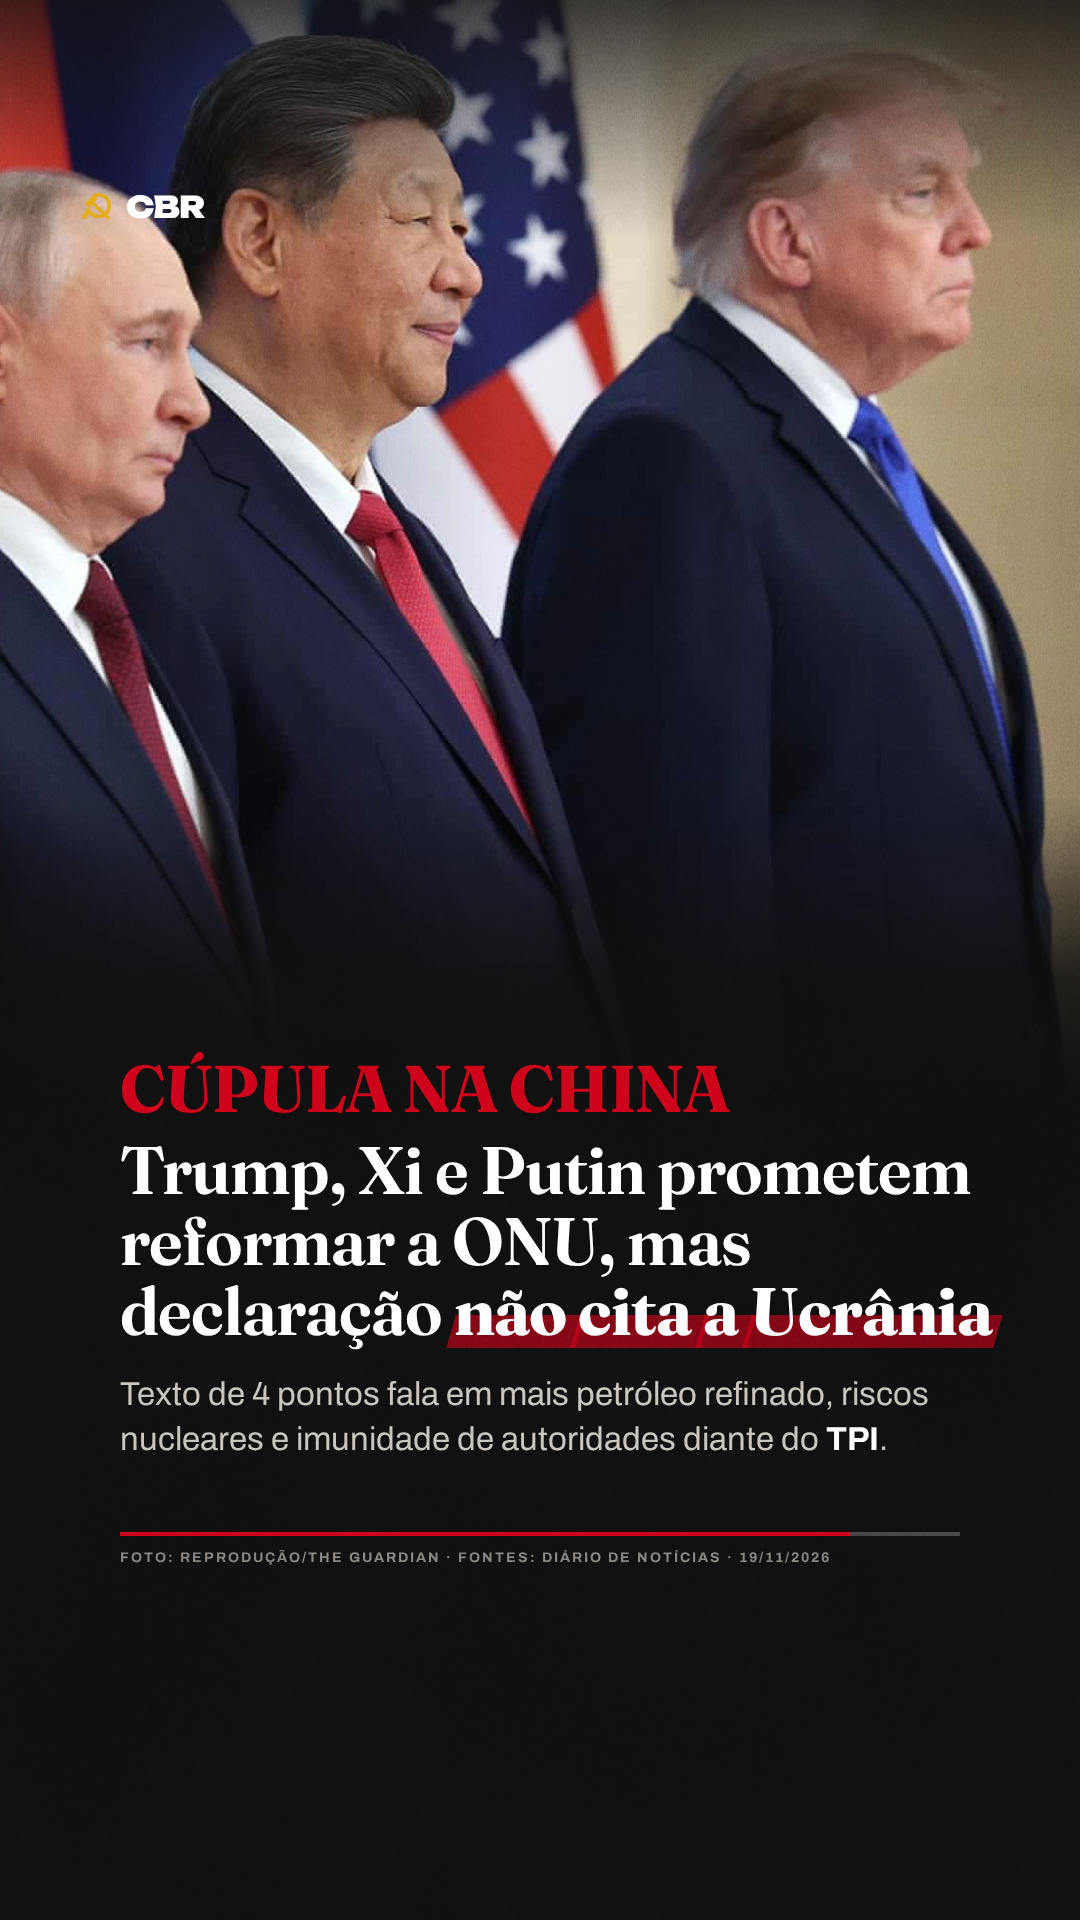 CBR
CÚPULA NA CHINA
Trump, Xi e Putin prometem
reformar a ONU, mas
declaração não cita a Ucrânia
Texto de 4 pontos fala em mais petróleo refinado, riscos
nucleares e imunidade de autoridades diante do TPI.
FOTO: REPRODUÇÃO/THE GUARDIAN · FONTES: DIÁRIO DE NOTÍCIAS · 19/11/2026